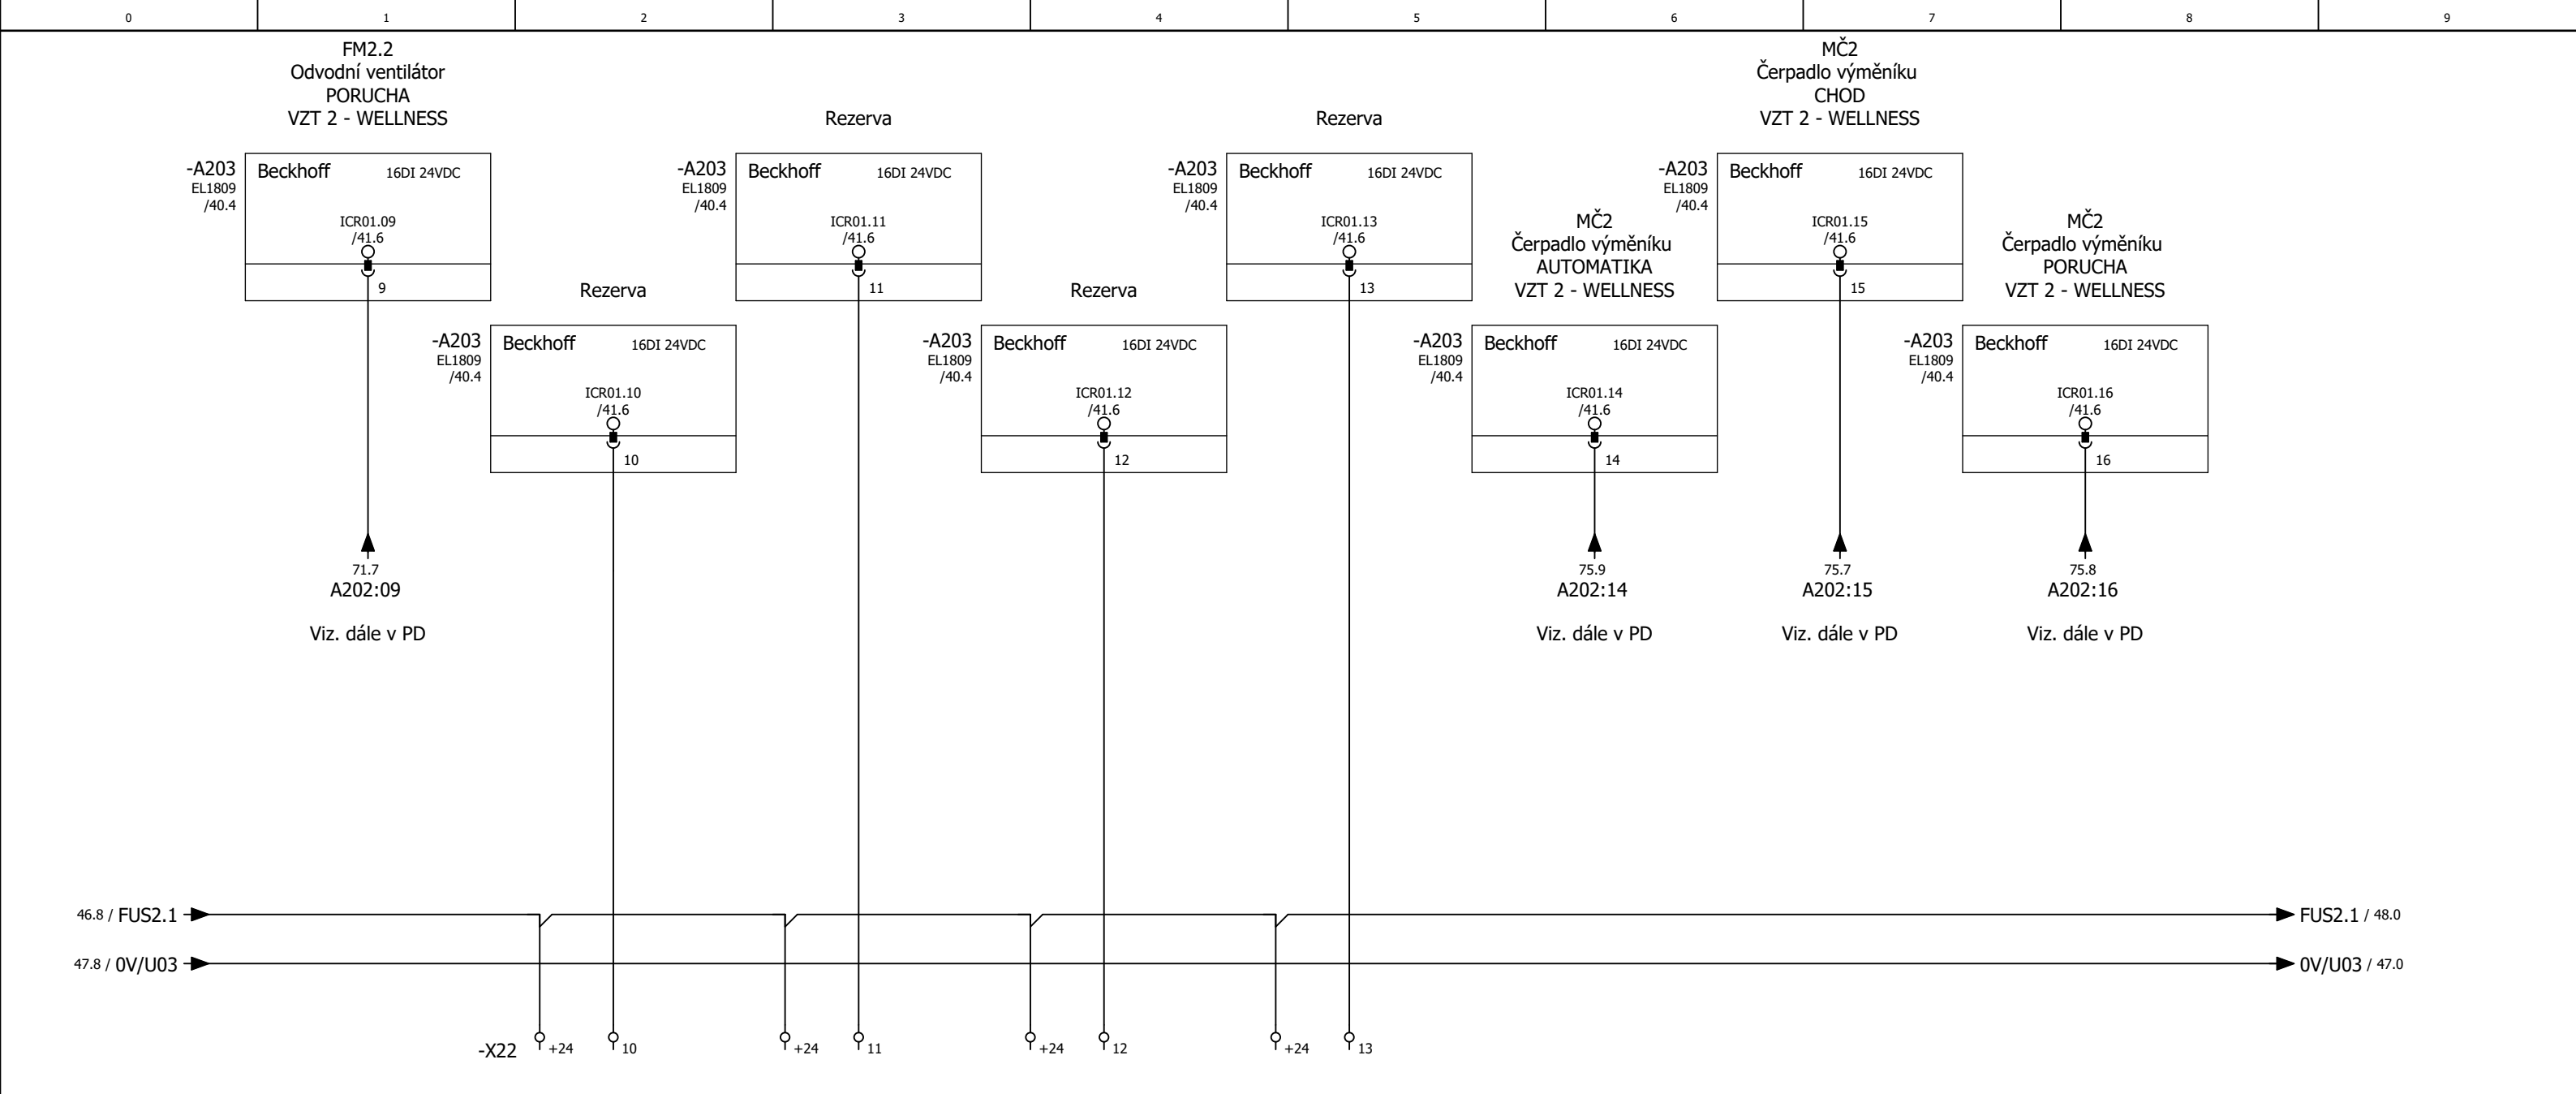 0 1 2 3 4 5 6 7 8 9
FM2.2
Odvodní ventilátor
PORUCHA
VZT 2 - WELLNESS
-A203
EL1809
/40.4
Beckhoff 16DI 24VDC
ICR01.09
/41.6
9
71.7
A202:09
Viz. dále v PD
Rezerva
-A203
EL1809
/40.4
Beckhoff 16DI 24VDC
ICR01.10
/41.6
10
Rezerva
-A203
EL1809
/40.4
Beckhoff 16DI 24VDC
ICR01.11
/41.6
11
Rezerva
-A203
EL1809
/40.4
Beckhoff 16DI 24VDC
ICR01.12
/41.6
12
Rezerva
-A203
EL1809
/40.4
Beckhoff 16DI 24VDC
ICR01.13
/41.6
13
MČ2
Čerpadlo výměníku
AUTOMATIKA
VZT 2 - WELLNESS
-A203
EL1809
/40.4
Beckhoff 16DI 24VDC
ICR01.14
/41.6
14
75.9
A202:14
Viz. dále v PD
MČ2
Čerpadlo výměníku
CHOD
VZT 2 - WELLNESS
-A203
EL1809
/40.4
Beckhoff 16DI 24VDC
ICR01.15
/41.6
15
75.7
A202:15
Viz. dále v PD
MČ2
Čerpadlo výměníku
PORUCHA
VZT 2 - WELLNESS
-A203
EL1809
/40.4
Beckhoff 16DI 24VDC
ICR01.16
/41.6
16
75.8
A202:16
Viz. dále v PD
46.8 / FUS2.1 FUS2.1 / 48.0
47.8 / 0V/U03 0V/U03 / 47.0
-X22 +24 10 +24 11 +24 12 +24 13